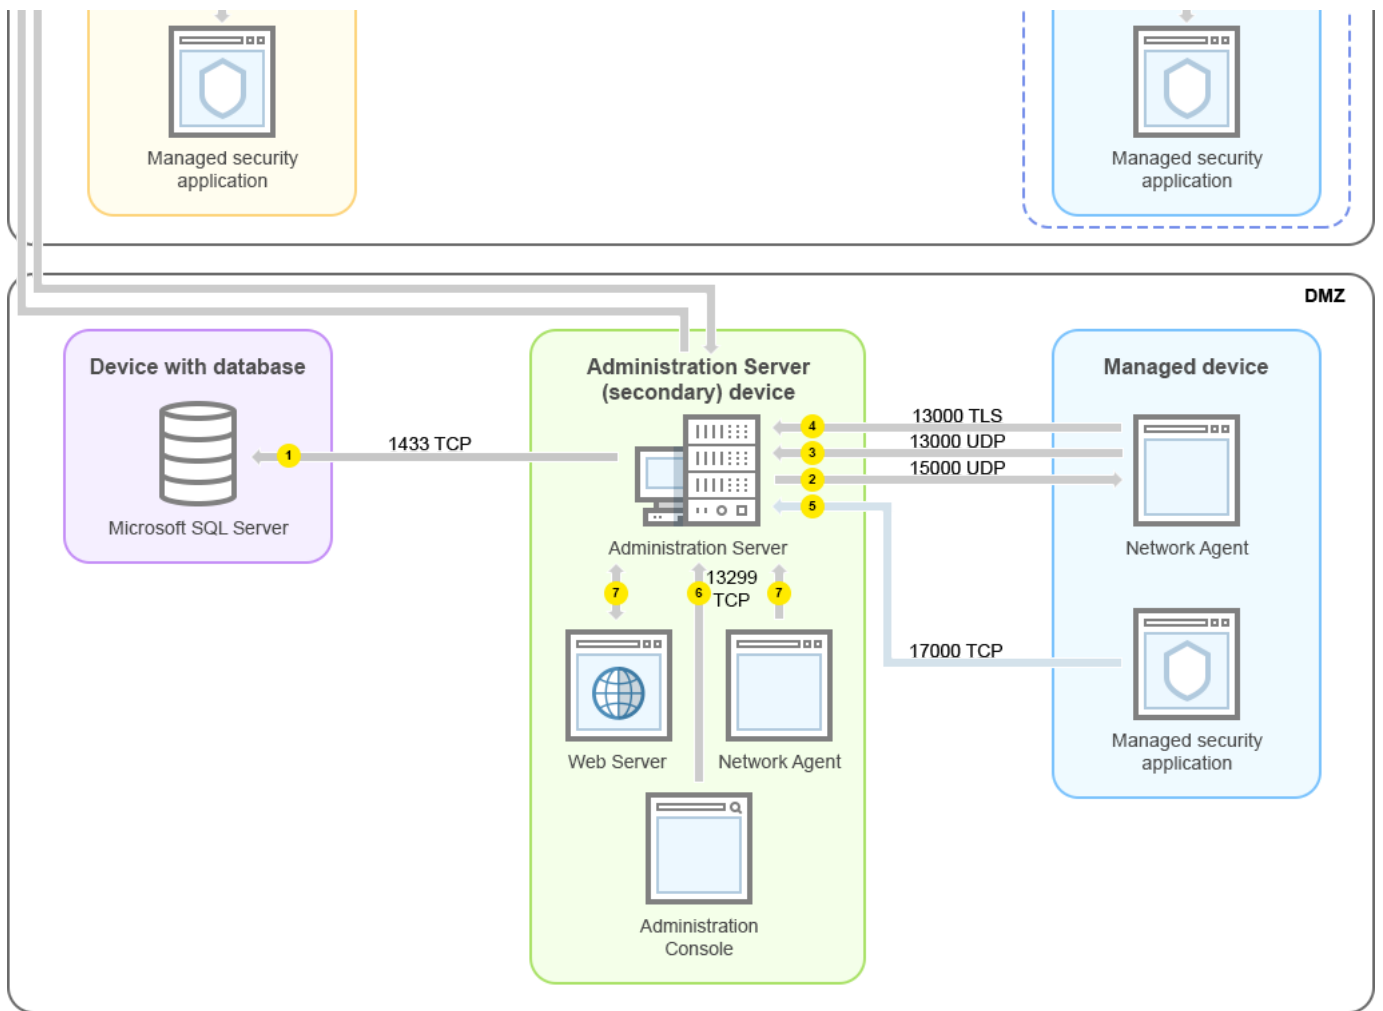 Managed security
application
Managed security
application
DMZ
Device with database
1
1433 TCP
Microsoft SQL Server
Administration Server
(secondary) device
Administration Server
7
6
13299
TCP
7
Web Server
Network Agent
Administration
Console
4
13000 TLS
3
13000 UDP
2
15000 UDP
5
17000 TCP
Managed device
Network Agent
Managed security
application